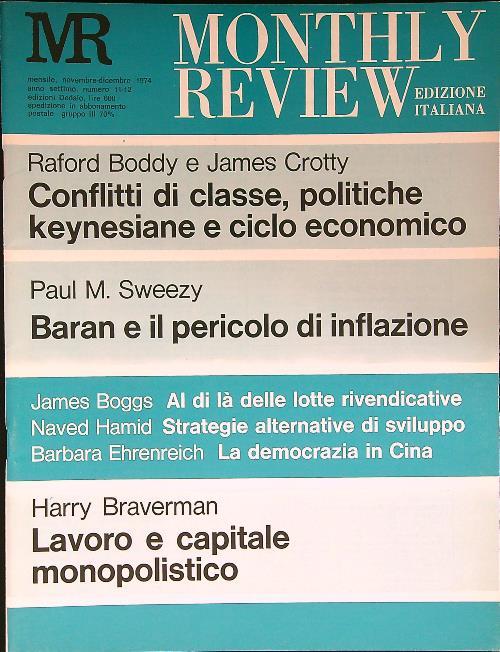 MR
MONTHLY
REVIEW
EDIZIONE
ITALIANA
mensile, novembre-dicembre 1974
anno settimo, numero 11-12
edizioni Dedalo, lire 600
spedizione in abbonamento
postale gruppo III 70%
Raford Boddy e James Crotty
Conflitti di classe, politiche
keynesiane e ciclo economico
Paul M. Sweezy
Baran e il pericolo di inflazione
James Boggs Al di là delle lotte rivendicative
Naved Hamid Strategie alternative di sviluppo
Barbara Ehrenreich La democrazia in Cina
Harry Braverman
Lavoro e capitale
monopolistico